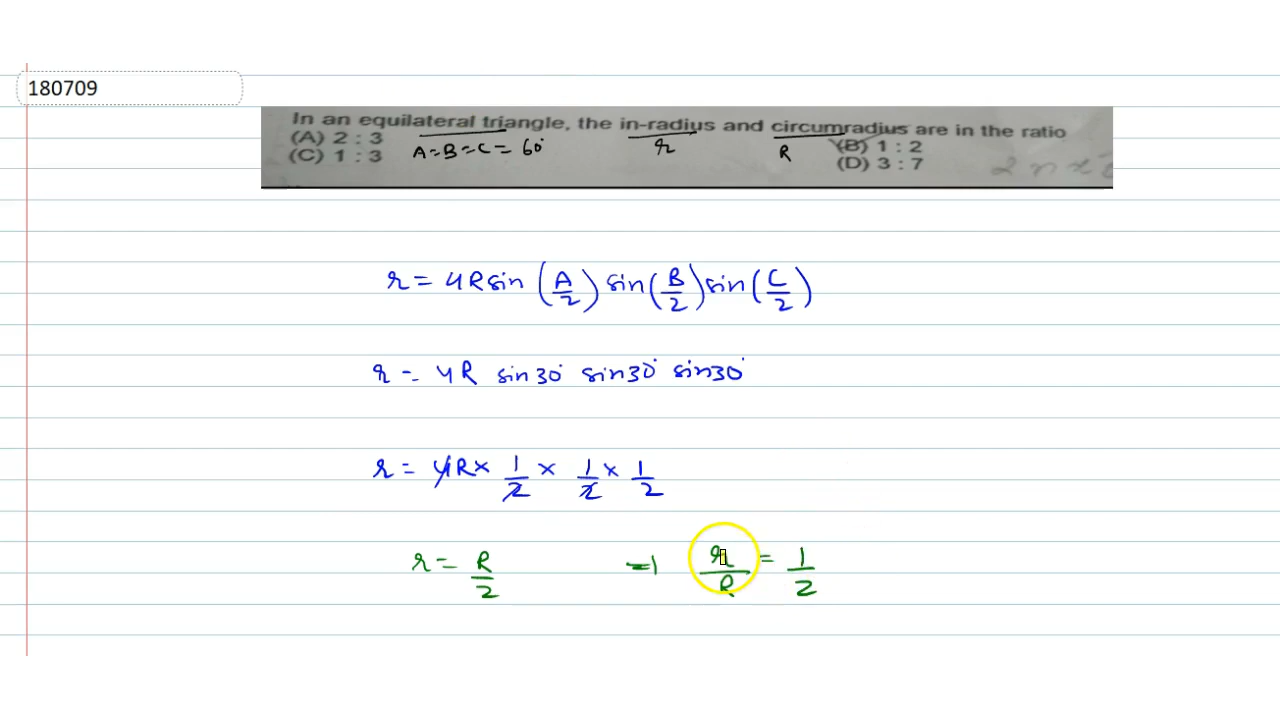 180709
In an equilateral triangle, the in-radius and circumradius are in the ratio
(A) 2 : 3 (B) 1 : 2
(C) 1 : 3 (D) 3 : 7
A=B=C= 60° r R
r = 4R sin (A/2) sin (B/2) sin (C/2)
r = 4R sin30° sin30° sin30°
r = 4R × 1/2 × 1/2 × 1/2
r = R/2 ⇒ r/R = 1/2